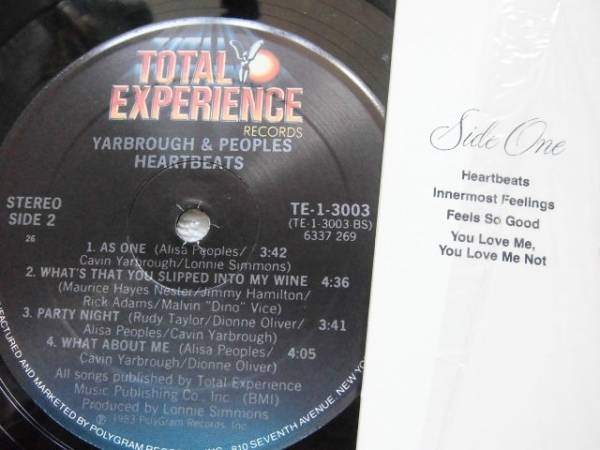 TOTAL
EXPERIENCE
RECORDS
YARBROUGH & PEOPLES
HEARTBEATS
STEREO
SIDE 2
26
TE-1-3003
(TE-1-3003-BS)
6337 269
1. AS ONE (Alisa Peoples/ 3:42
Cavin Yarbrough/Lonnie Simmons)
2. WHAT'S THAT YOU SLIPPED INTO MY WINE 4:36
(Maurice Hayes Nester/Jimmy Hamilton/
Rick Adams/Malvin "Dino" Vice)
3. PARTY NIGHT (Rudy Taylor/Dionne Oliver/ 3:41
Alisa Peoples/Cavin Yarbrough)
4. WHAT ABOUT ME (Alisa Peoples/ 4:05
Cavin Yarbrough/Dionne Oliver)
All songs published by Total Experience
Music Publishing Co., Inc. (BMI)
Produced by Lonnie Simmons
℗ 1983 PolyGram Records, Inc.
AND MARKETED BY POLYGRAM 810 SEVENTH AVENUE, NEW
Side One
Heartbeats
Innermost Feelings
Feels So Good
You Love Me,
You Love Me Not